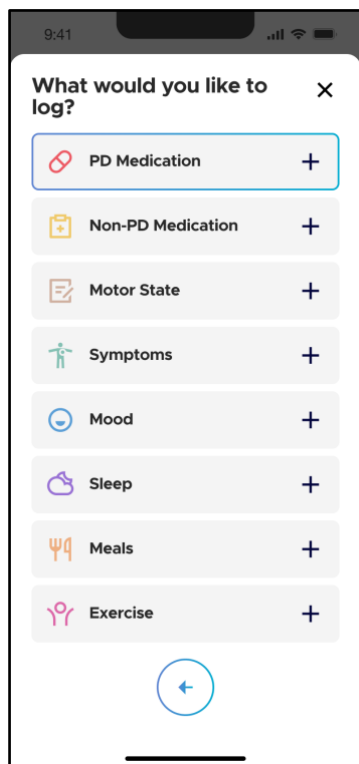 9:41
What would you like to
log?
PD Medication
Non-PD Medication
Motor State
Symptoms
Mood
Sleep
Meals
Exercise